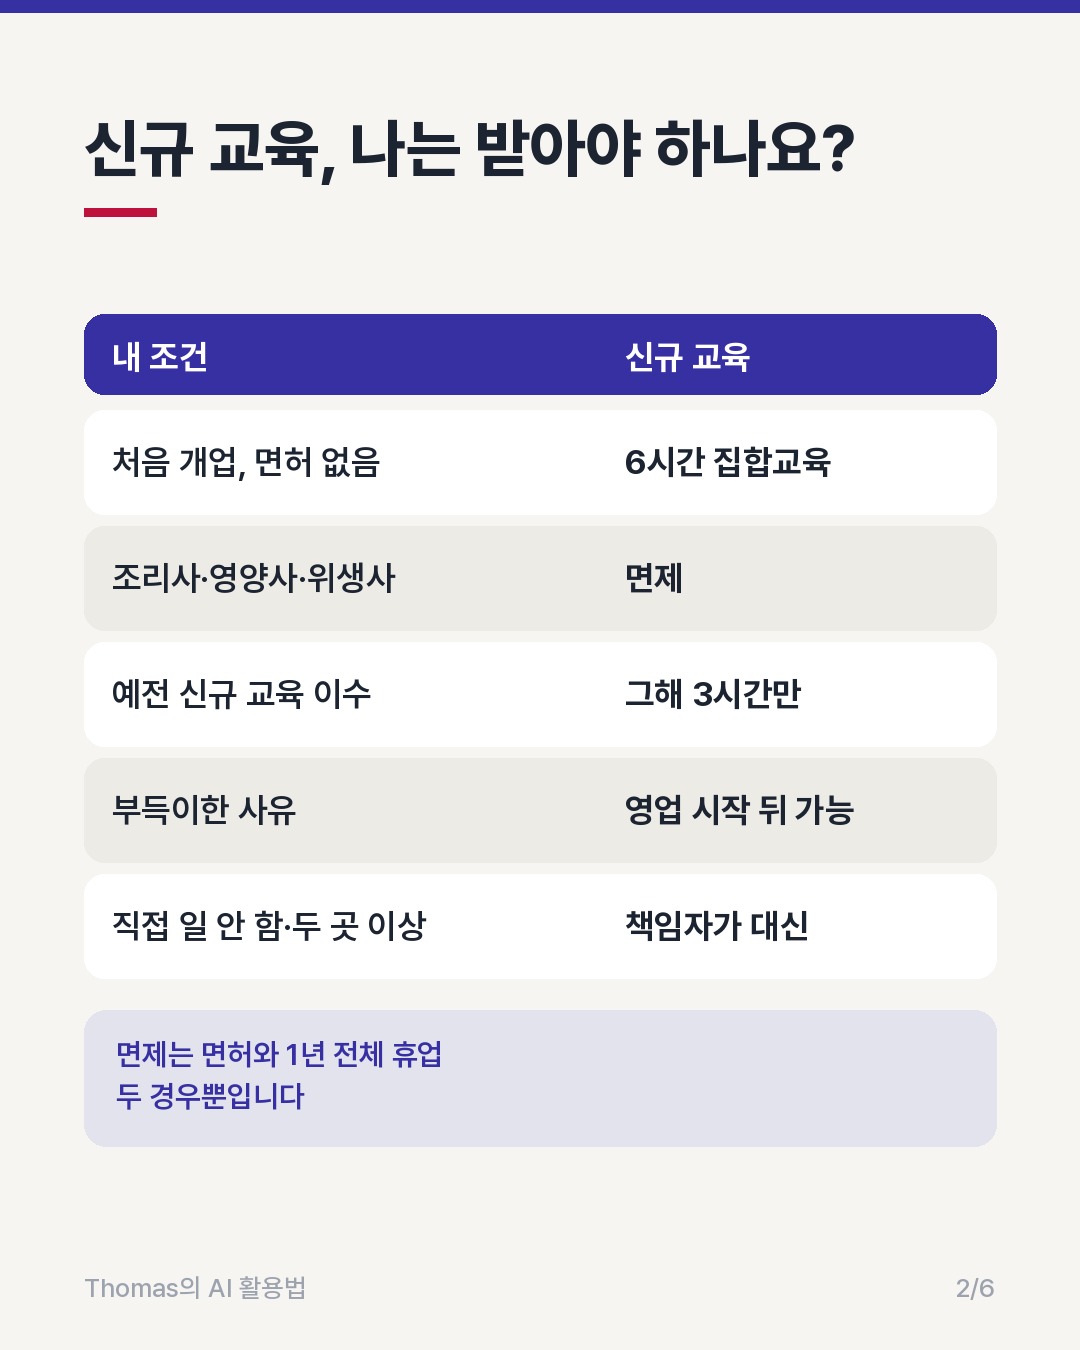 신규 교육, 나는 받아야 하나요?
내 조건 신규 교육
처음 개업, 면허 없음 6시간 집합교육
조리사·영양사·위생사 면제
예전 신규 교육 이수 그해 3시간만
부득이한 사유 영업 시작 뒤 가능
직접 일 안 함·두 곳 이상 책임자가 대신
면제는 면허와 1년 전체 휴업
두 경우뿐입니다
Thomas의 AI 활용법 2/6